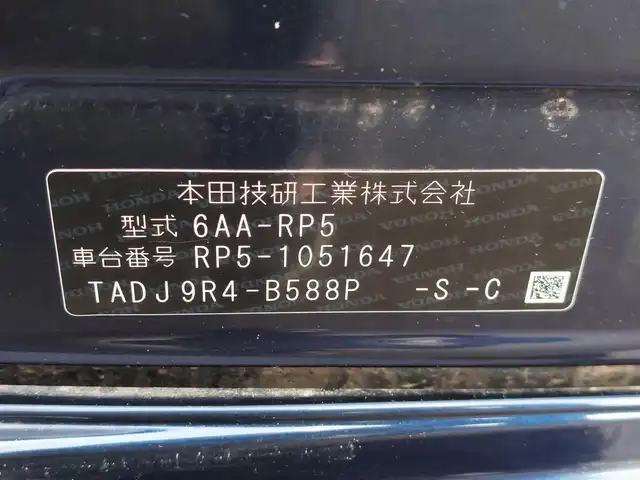 本田技研工業株式会社
型式 6AA-RP5
車台番号 RP5-1051647
TADJ9R4-B588P -S -C